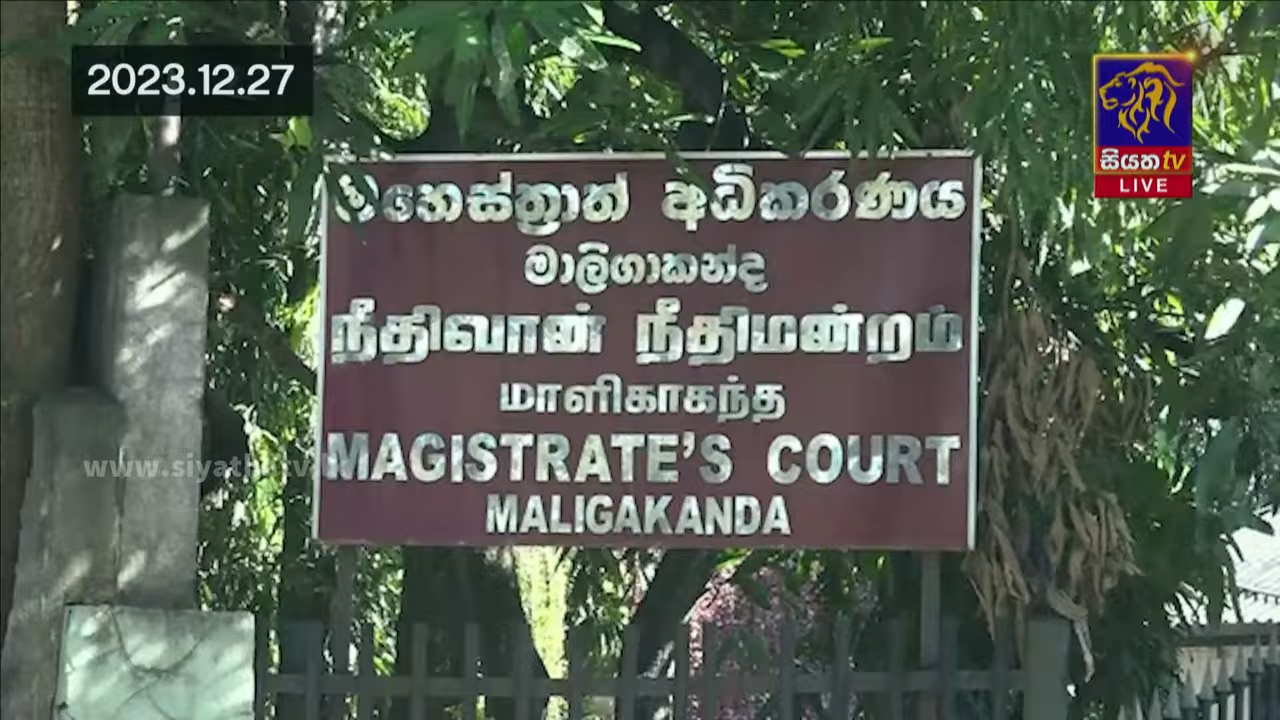 2023.12.27
සියත tv
LIVE
මහෙස්ත්‍රාත් අධිකරණය
මාලිගාකන්ද
நீதிவான் நீதிமன்றம்
மாளிகாகந்த
MAGISTRATE'S COURT
MALIGAKANDA